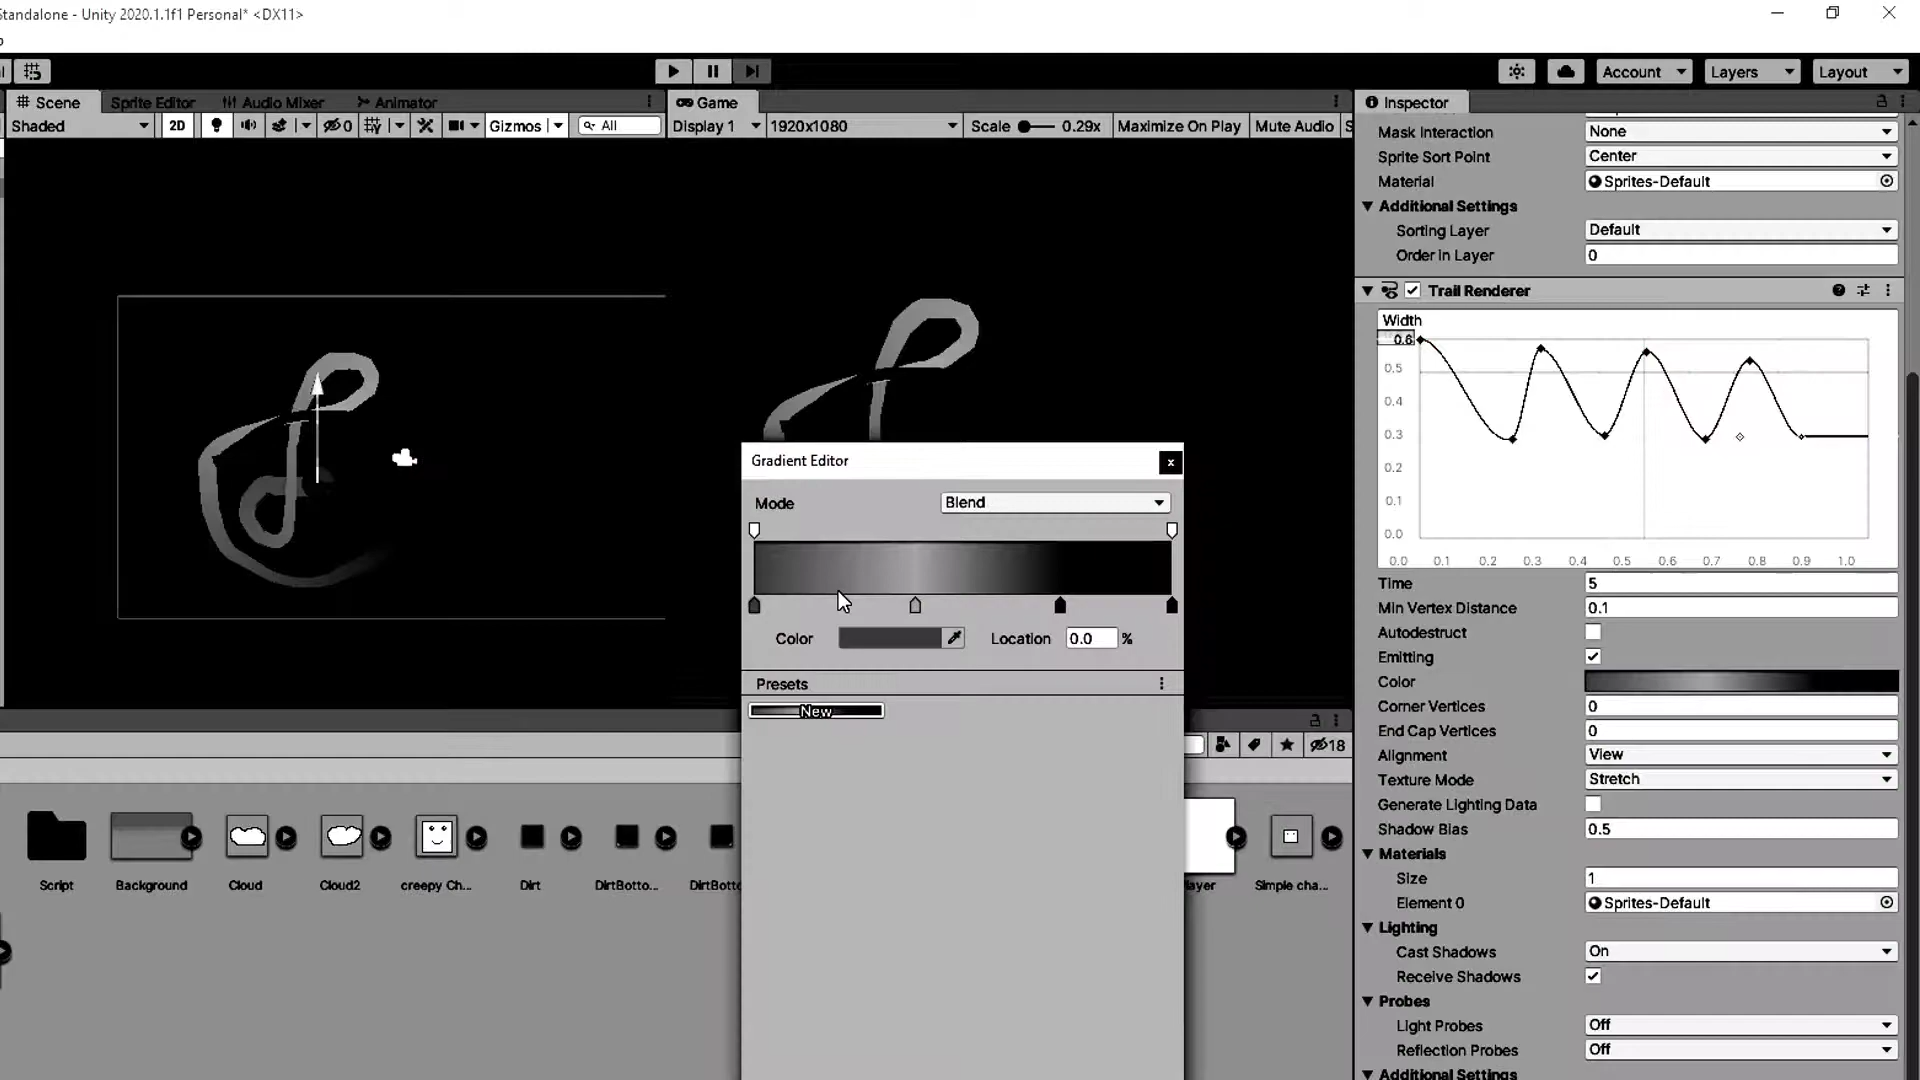 Standalone - Unity 2020.1.1f1 Personal* <DX11>
Account Layers Layout
Scene Sprite Editor Audio Mixer Animator Game Inspector
Shaded 2D 0 Gizmos All Display 1 1920x1080 Scale 0.29x Maximize On Play Mute Audio S
Mask Interaction None
Sprite Sort Point Center
Material Sprites-Default
Additional Settings
Sorting Layer Default
Order in Layer 0
Trail Renderer
Width
0.6
0.5
0.4
0.3
0.2
0.1
0.0
0.0 0.1 0.2 0.3 0.4 0.5 0.6 0.7 0.8 0.9 1.0
Gradient Editor x
Mode Blend
Color Location 0.0 %
Presets
New
Time 5
Min Vertex Distance 0.1
Autodestruct
Emitting
Color
Corner Vertices 0
End Cap Vertices 0
Alignment View
Texture Mode Stretch
Generate Lighting Data
Shadow Bias 0.5
Materials
Size 1
Element 0 Sprites-Default
Lighting
Cast Shadows On
Receive Shadows
Probes
Light Probes Off
Reflection Probes Off
Additional Settings
18
Script Background Cloud Cloud2 creepy Ch... Dirt DirtBotto... DirtBotto layer Simple cha...